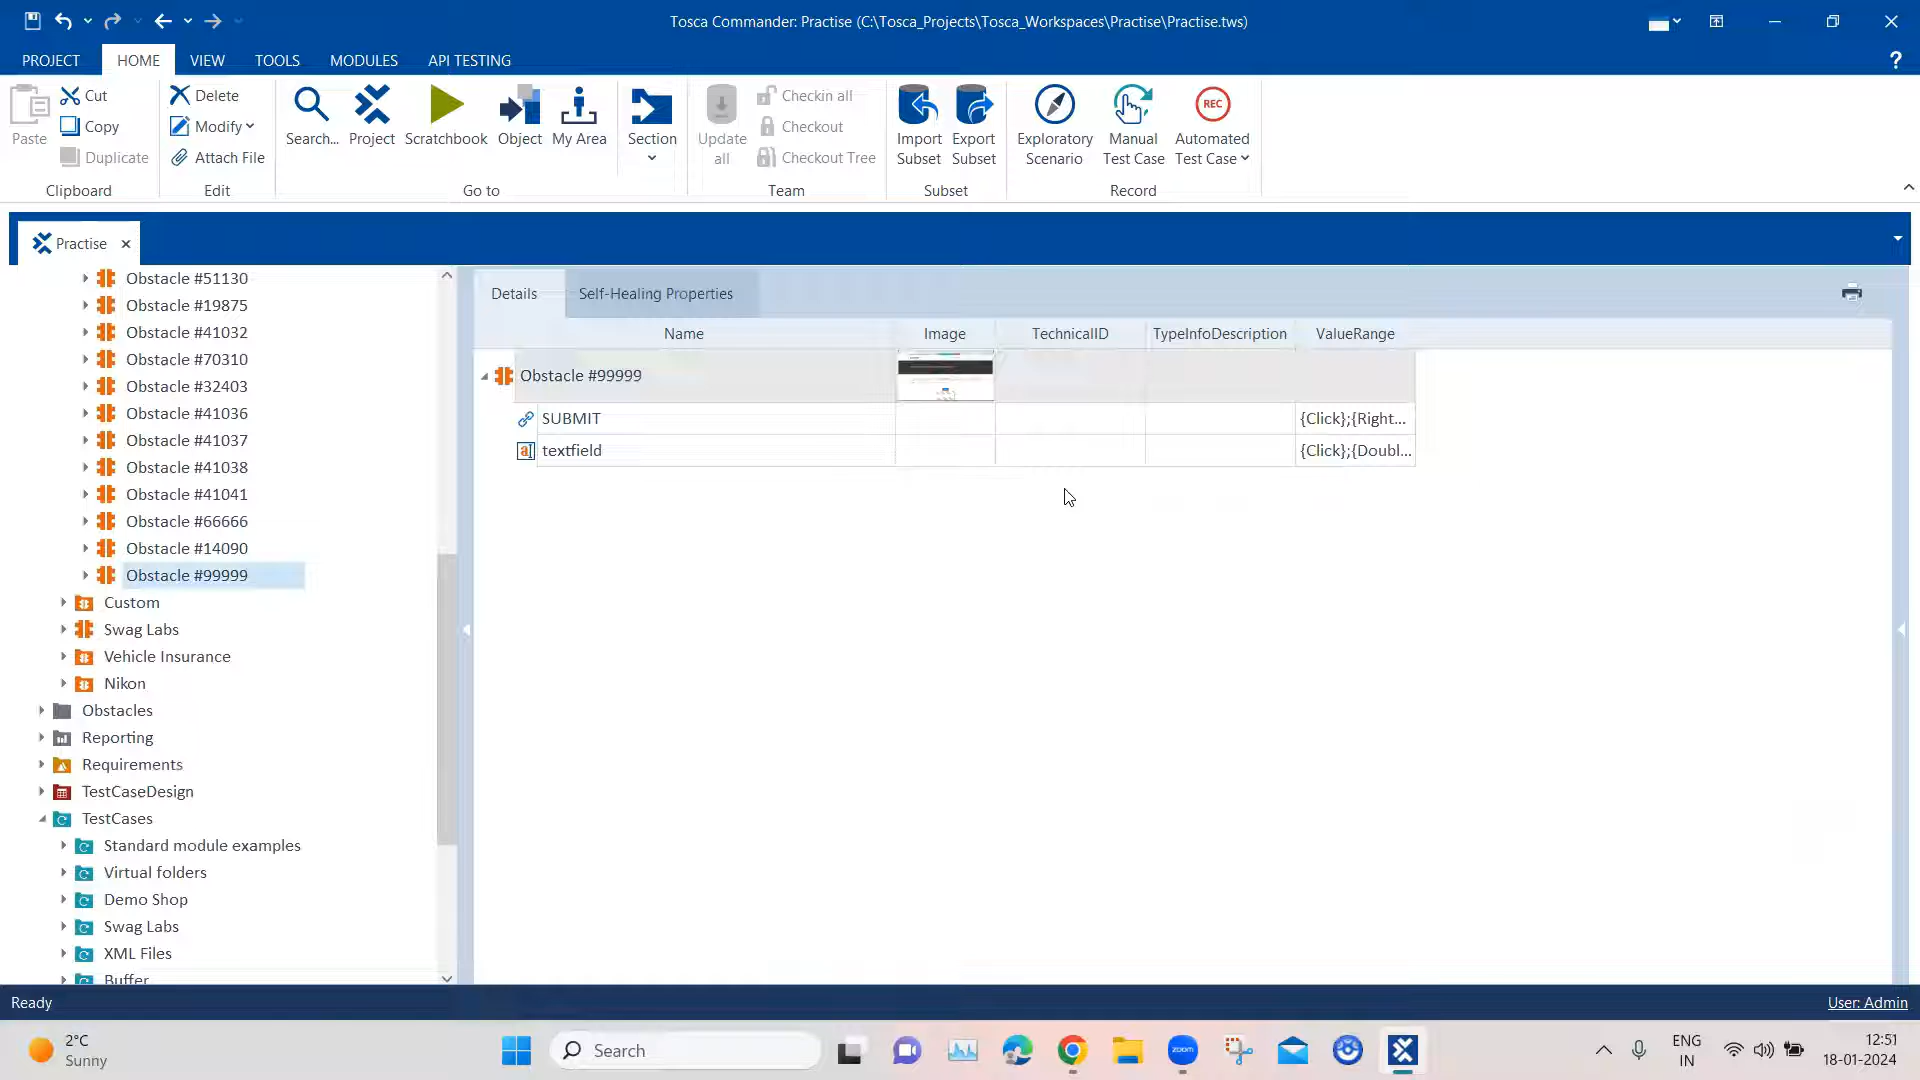 Tosca Commander: Practise (C:\Tosca_Projects\Tosca_Workspaces\Practise\Practise.tws)
PROJECT HOME VIEW TOOLS MODULES API TESTING ?
Paste Cut Copy Duplicate
Clipboard
Delete Modify Attach File
Edit
Search... Project Scratchbook Object My Area Section
Go to
Update all Checkin all Checkout Checkout Tree
Team
Import Subset Export Subset
Subset
Exploratory Scenario Manual Test Case REC Automated Test Case
Record
Practise
Obstacle #51130
Obstacle #19875
Obstacle #41032
Obstacle #70310
Obstacle #32403
Obstacle #41036
Obstacle #41037
Obstacle #41038
Obstacle #41041
Obstacle #66666
Obstacle #14090
Obstacle #99999
Custom
Swag Labs
Vehicle Insurance
Nikon
Obstacles
Reporting
Requirements
TestCaseDesign
TestCases
Standard module examples
Virtual folders
Demo Shop
Swag Labs
XML Files
Buffer
Details Self-Healing Properties
Name Image TechnicalID TypeInfoDescription ValueRange
Obstacle #99999
SUBMIT {Click};{Right...
textfield {Click};{Doubl...
Ready User: Admin
2°C
Sunny
Search
zoom
ENG
IN
12:51
18-01-2024